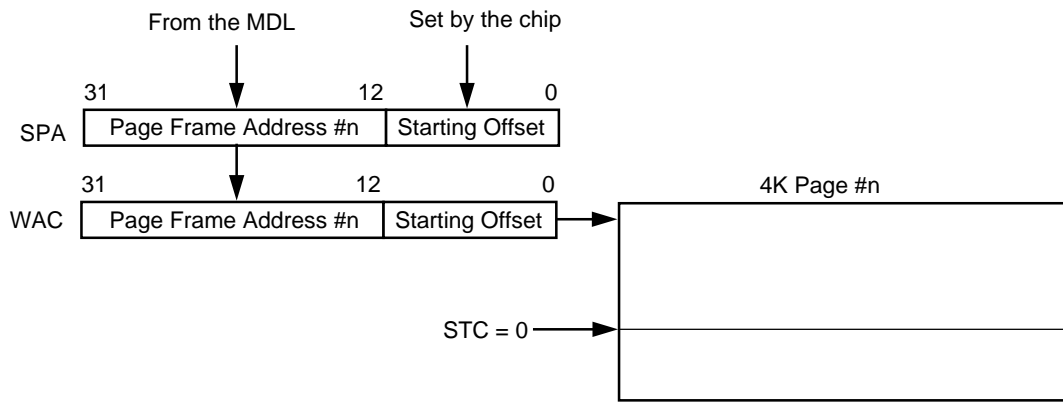 From the MDL
Set by the chip
31 12 0
SPA Page Frame Address #n Starting Offset
31 12 0
4K Page #n
WAC Page Frame Address #n Starting Offset
STC = 0